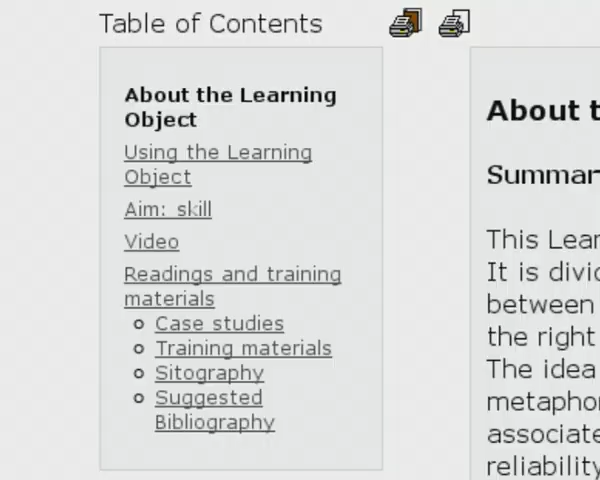 Table of Contents
About the Learning
Object
Using the Learning
Object
Aim: skill
Video
Readings and training
materials
Case studies
Training materials
Sitography
Suggested
Bibliography
About t
Summar
This Lear
It is divid
between
the right
The idea
metaphor
associate
reliability